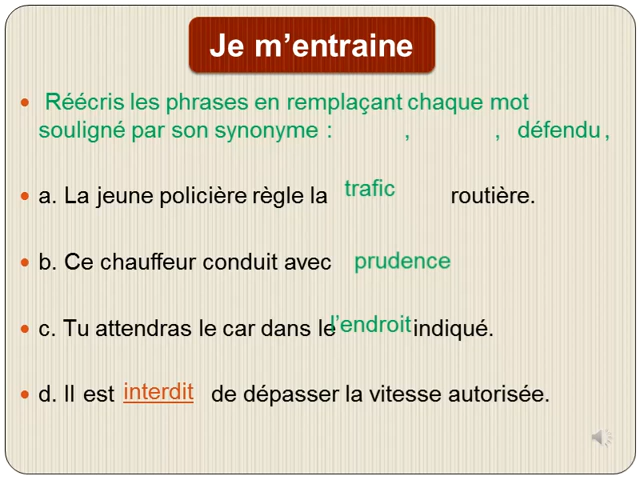 Je m’entraine
Réécris les phrases en remplaçant chaque mot
souligné par son synonyme : , , défendu ,
a. La jeune policière règle la trafic routière.
b. Ce chauffeur conduit avec prudence
c. Tu attendras le car dans le l’endroit indiqué.
d. Il est interdit de dépasser la vitesse autorisée.